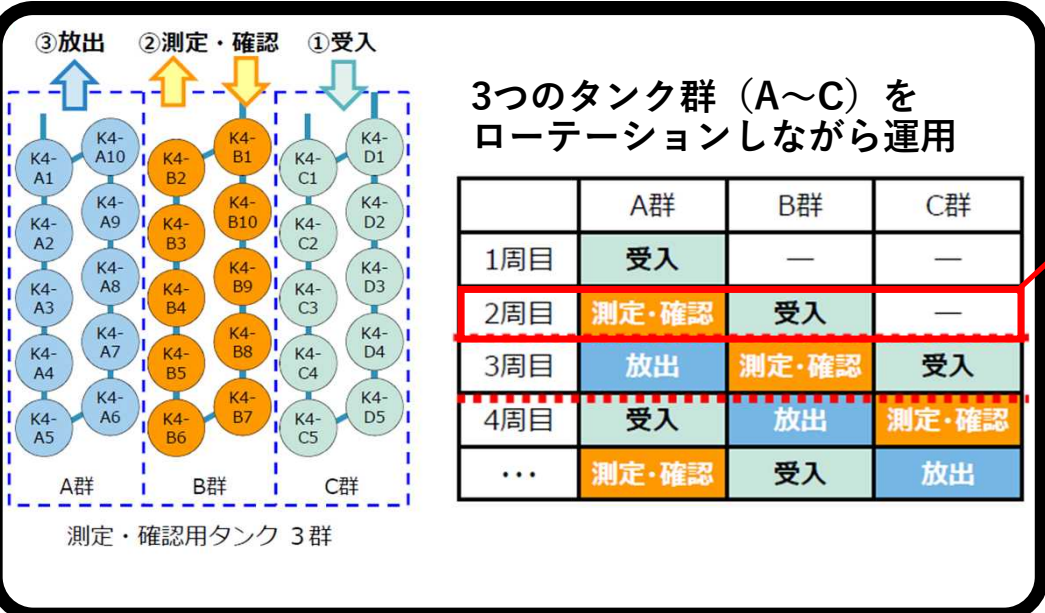 ③放出 ②測定・確認 ①受入
K4-
A1
K4-
A2
K4-
A3
K4-
A4
K4-
A5
K4-
A10
K4-
A9
K4-
A8
K4-
A7
K4-
A6
K4-
B2
K4-
B3
K4-
B4
K4-
B5
K4-
B6
K4-
B1
K4-
B10
K4-
B9
K4-
B8
K4-
B7
K4-
C1
K4-
C2
K4-
C3
K4-
C4
K4-
C5
K4-
D1
K4-
D2
K4-
D3
K4-
D4
K4-
D5
A群 B群 C群
測定・確認用タンク 3群
3つのタンク群(A～C)を
ローテーションしながら運用
A群 B群 C群
1周目 受入 — —
2周目 測定・確認 受入 —
3周目 放出 測定・確認 受入
4周目 受入 放出 測定・確認
… 測定・確認 受入 放出